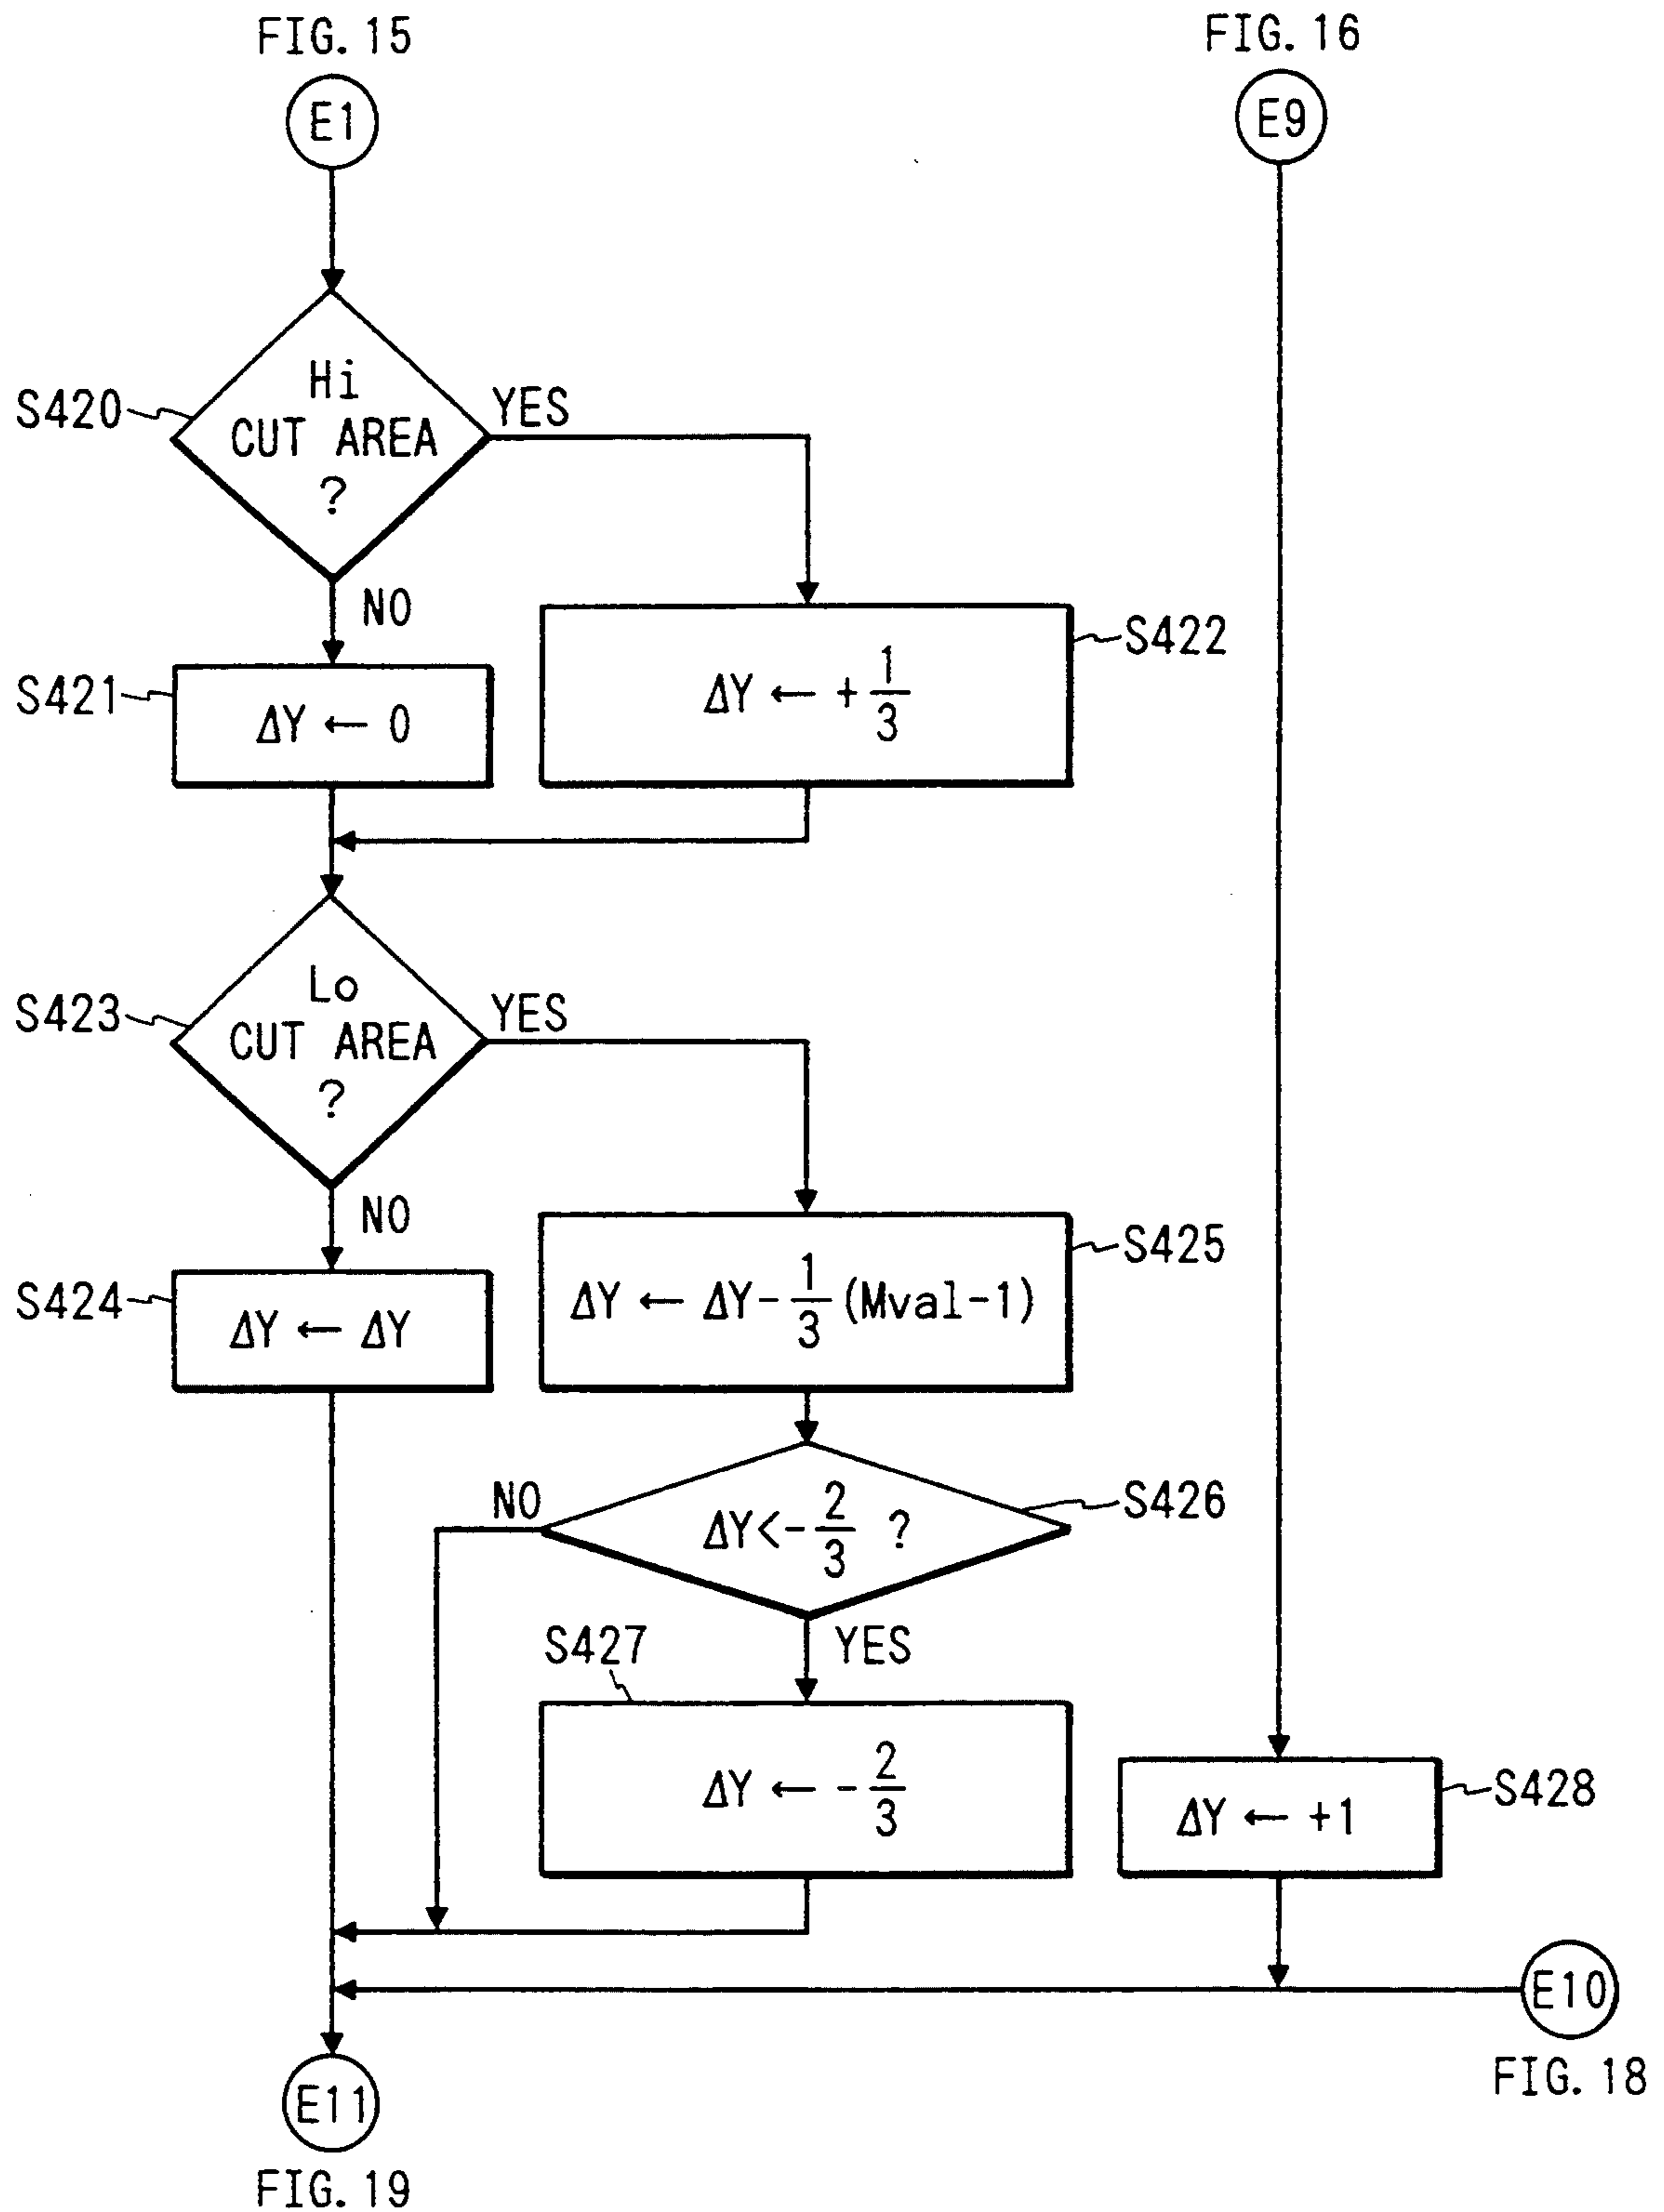 FIG. 15
E1
FIG. 16
E9
S420
Hi
CUT AREA
?
YES
NO
S421
ΔY ← 0
S422
ΔY ← + 1/3
S423
Lo
CUT AREA
?
YES
NO
S424
ΔY ← ΔY
S425
ΔY ← ΔY - 1/3 (Mval-1)
S426
ΔY < - 2/3 ?
NO
YES
S427
ΔY ← - 2/3
S428
ΔY ← +1
E10
FIG. 18
E11
FIG. 19